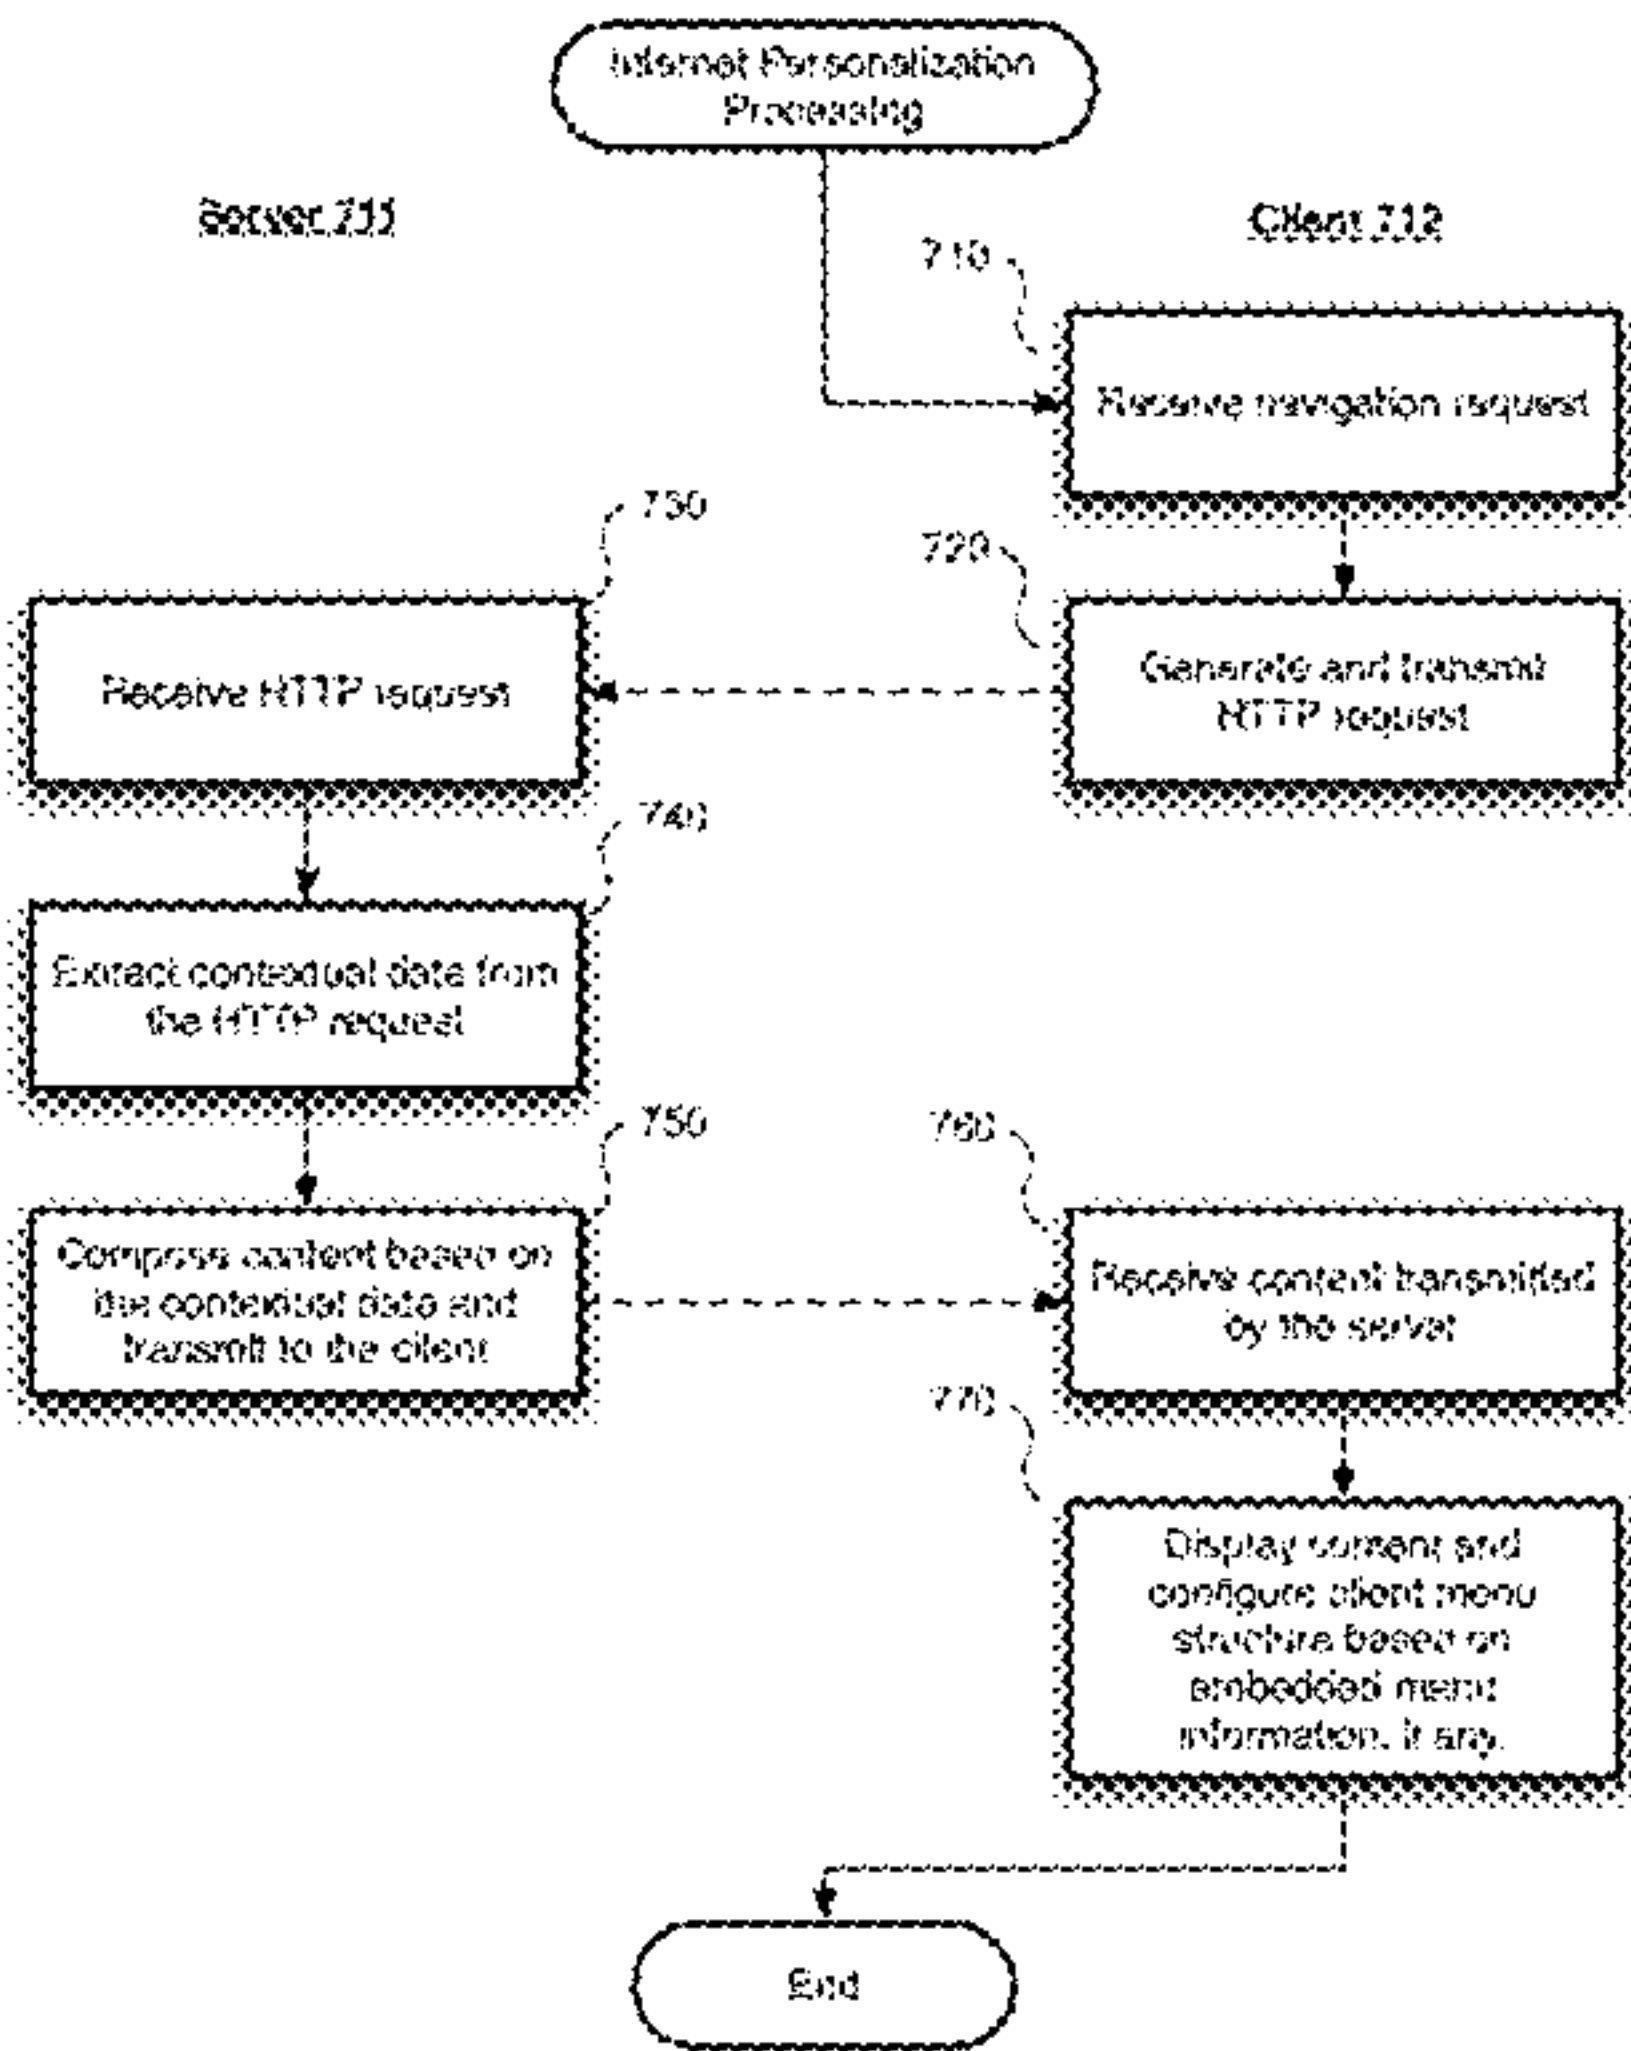 Internet Personalization
Processing
Server 711
Client 712
710
Receive navigation request
730
720
Receive HTTP request
Generate and transmit
HTTP request
740
Extract contextual data from
the HTTP request
750
760
Compose content based on
the contextual data and
transmit to the client
Receive content transmitted
by the server
770
Display content and
configure client menu
structure based on
embedded menu
information, if any.
End